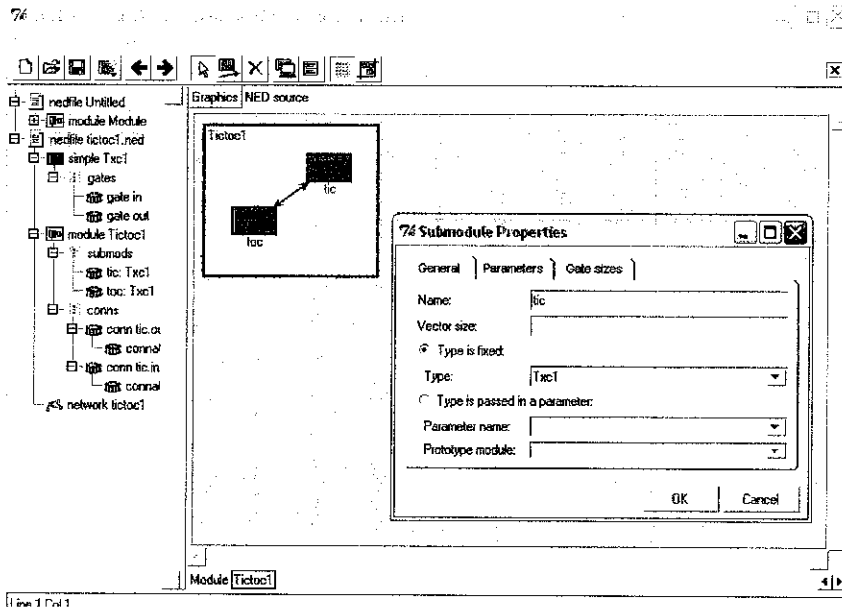 Graphics NED source
nedfile Untitled
module Module
nedfile tictoc1.ned
simple Txc1
gates
gate in
gate out
module Tictoc1
submods
tic: Txc1
toc: Txc1
conns
conn tic.ou
connat
conn tic.in
connat
network tictoc1
Tictoc1
tic
toc
Submodule Properties
General Parameters Gate sizes
Name: tic
Vector size:
Type is fixed:
Type: Txc1
Type is passed in a parameter:
Parameter name:
Prototype module:
OK Cancel
Module Tictoc1
Line 1 Col 1